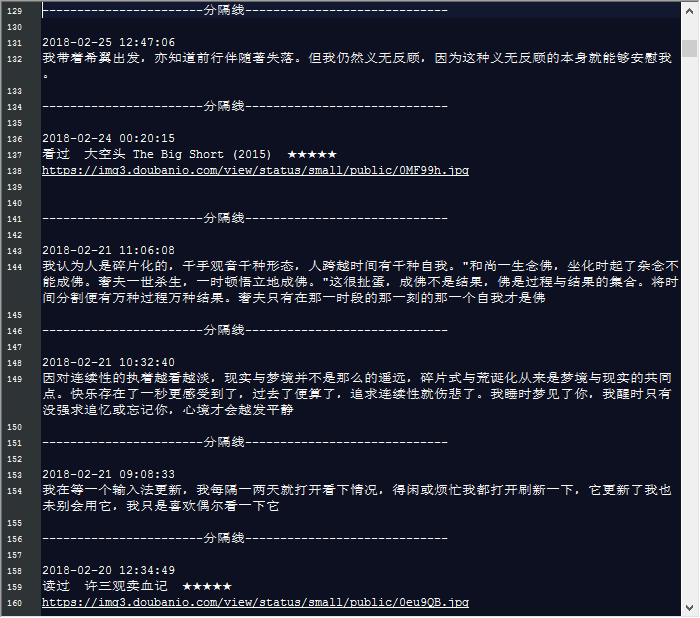 129 -----------------------分隔线-----------------------------
130
131 2018-02-25 12:47:06
132 我带着希翼出发，亦知道前行伴随著失落。但我仍然义无反顾，因为这种义无反顾的本身就能够安慰我
。
133
134 -----------------------分隔线-----------------------------
135
136 2018-02-24 00:20:15
137 看过 大空头 The Big Short (2015) ★★★★★
138 https://img3.doubanio.com/view/status/small/public/0MF99h.jpg
139
140
141 -----------------------分隔线-----------------------------
142
143 2018-02-21 11:06:08
144 我认为人是碎片化的，千手观音千种形态，人跨越时间有千种自我。"和尚一生念佛，坐化时起了杂念不
能成佛。奢夫一世杀生，一时顿悟立地成佛。"这很扯蛋，成佛不是结果，佛是过程与结果的集合。将时
间分割便有万种过程万种结果。奢夫只有在那一时段的那一刻的那一个自我才是佛
145
146 -----------------------分隔线-----------------------------
147
148 2018-02-21 10:32:40
149 因对连续性的执着越看越淡，现实与梦境并不是那么的遥远，碎片式与荒诞化从来是梦境与现实的共同
点。快乐存在了一秒更感受到了，过去了便算了，追求连续性就伤悲了。我睡时梦见了你，我醒时只有
没强求追忆或忘记你，心境才会越发平静
150
151 -----------------------分隔线-----------------------------
152
153 2018-02-21 09:08:33
154 我在等一个输入法更新，我每隔一两天就打开看下情况，得闲或烦忙我都打开刷新一下，它更新了我也
未别会用它，我只是喜欢偶尔看一下它
155
156 -----------------------分隔线-----------------------------
157
158 2018-02-20 12:34:49
159 读过 许三观卖血记 ★★★★★
160 https://img3.doubanio.com/view/status/small/public/0eu9QB.jpg